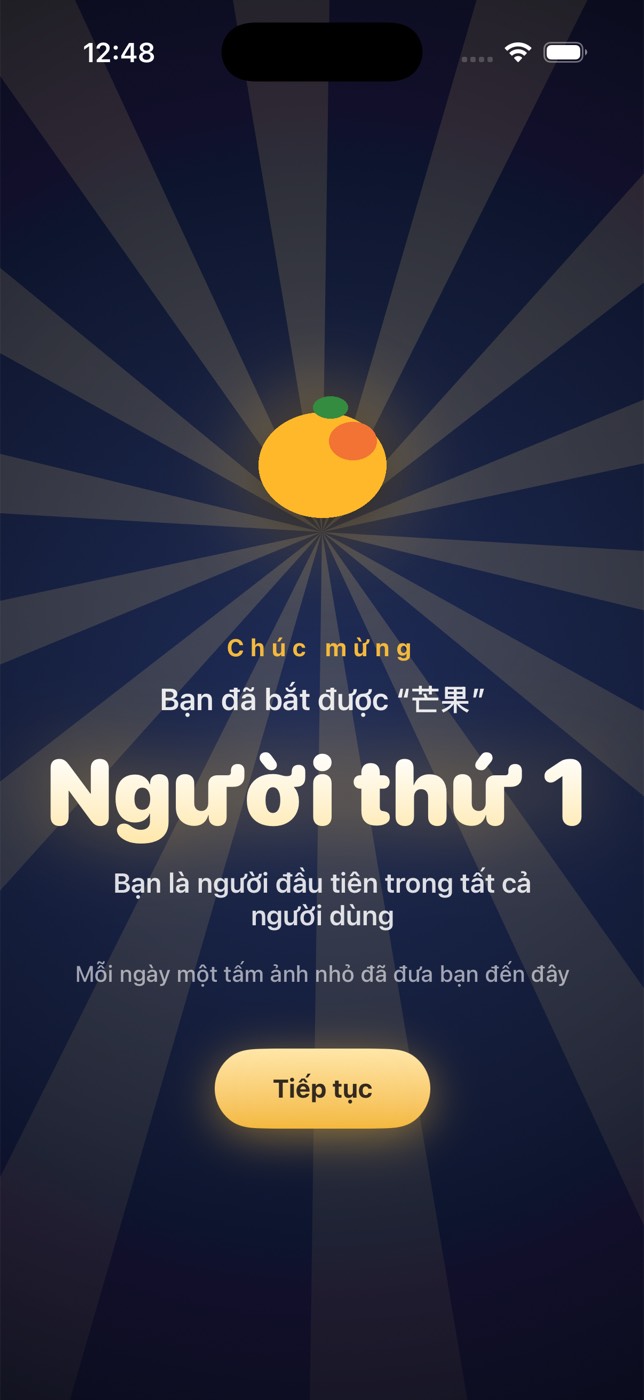 12:48
Chúc mừng
Bạn đã bắt được “芒果”
Người thứ 1
Bạn là người đầu tiên trong tất cả
người dùng
Mỗi ngày một tấm ảnh nhỏ đã đưa bạn đến đây
Tiếp tục